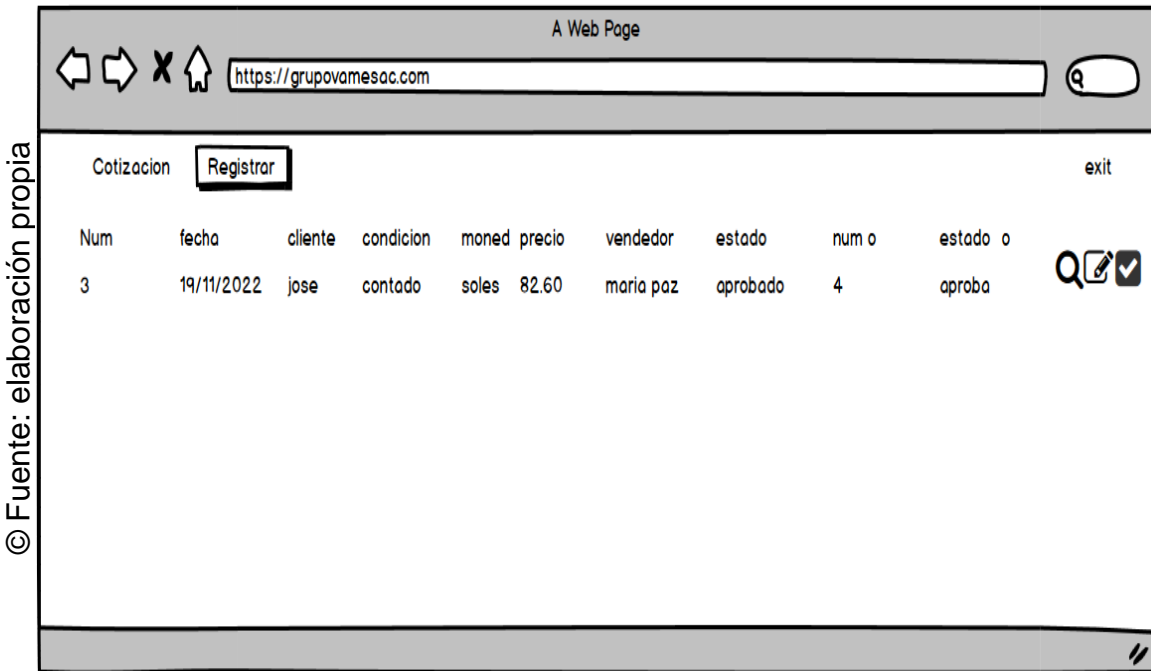 A Web Page
https://grupovamesac.com
Cotizacion Registrar exit
Num fecha cliente condicion moned precio vendedor estado num o estado o
3 19/11/2022 jose contado soles 82.60 maria paz aprobado 4 aproba
© Fuente: elaboración propia